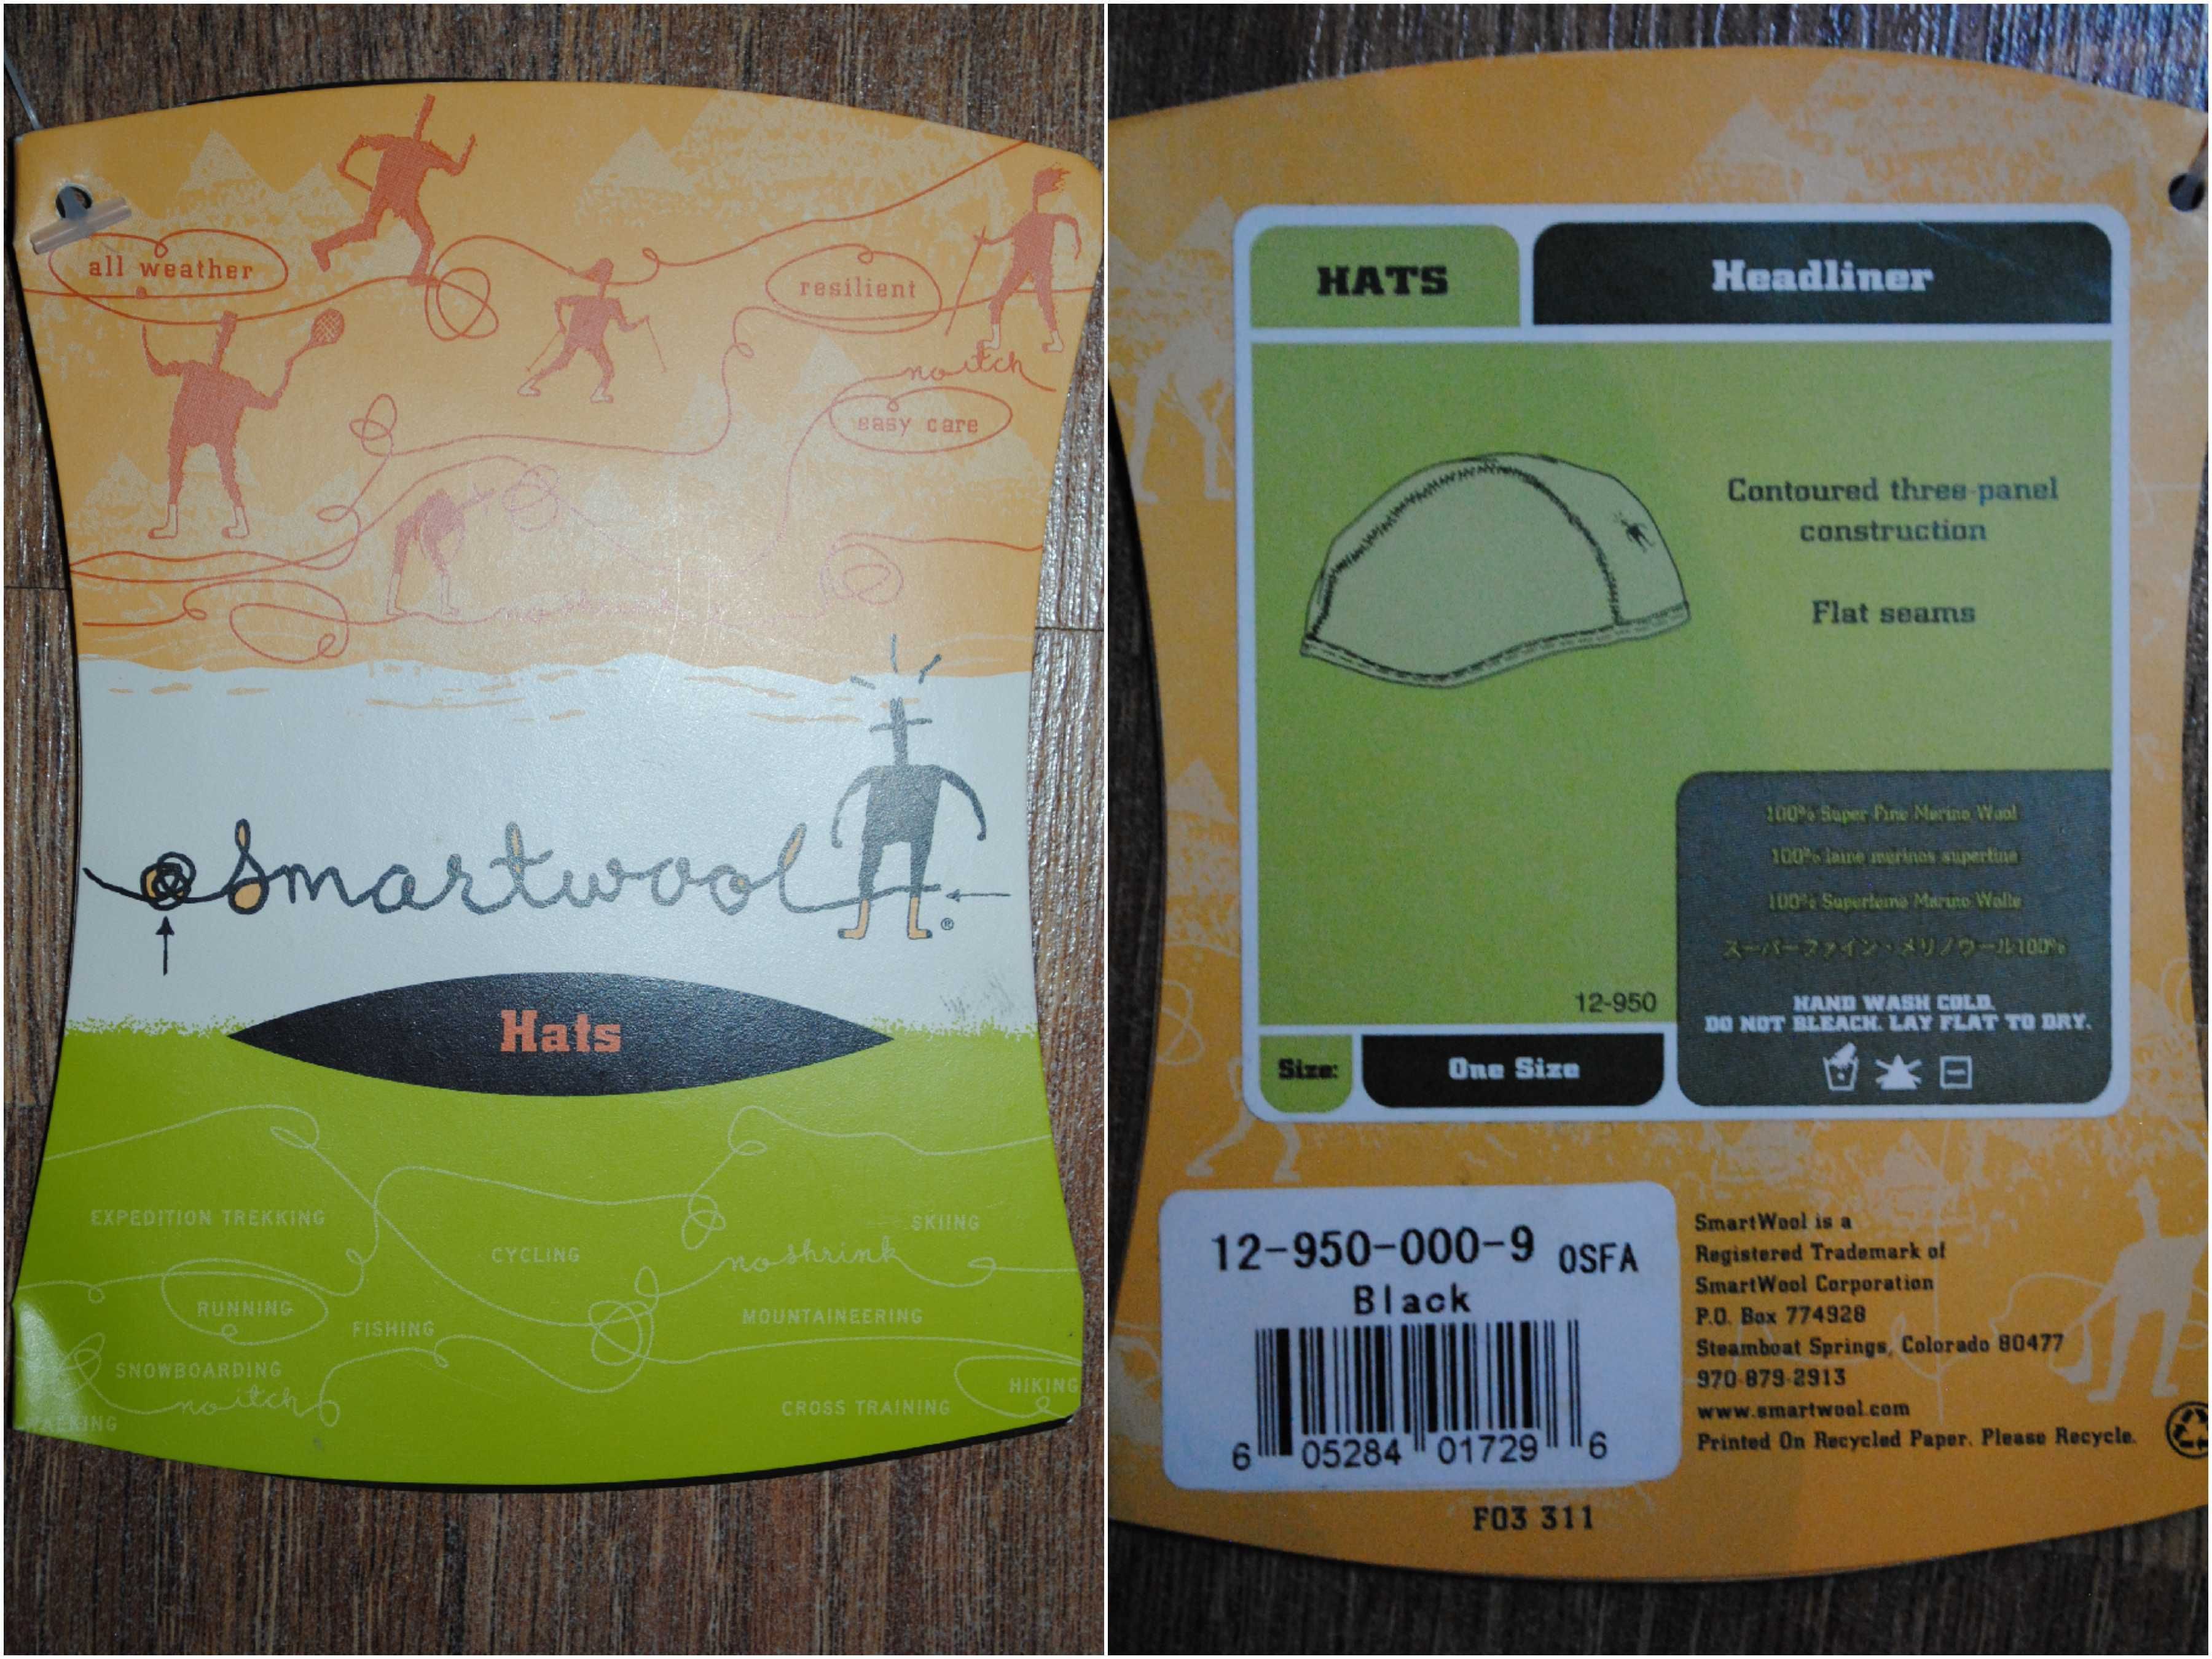 all weather
resilient
no itch
easy care
smartwool
®
Hats
EXPEDITION TREKKING
SKIING
CYCLING
no shrink
RUNNING
MOUNTAINEERING
FISHING
SNOWBOARDING
HIKING
no itch
CROSS TRAINING
WALKING
HATS
Headliner
Contoured three-panel
construction
Flat seams
100% Super Fine Merino Wool
100% laine merinos superfine
100% Superfeine Merino Wolle
スーパーファイン・メリノウール100%
12-950
HAND WASH COLD.
DO NOT BLEACH. LAY FLAT TO DRY.
Size:
One Size
12-950-000-9 OSFA
Black
6 05284 01729 6
SmartWool is a
Registered Trademark of
SmartWool Corporation
P.O. Box 774928
Steamboat Springs, Colorado 80477
970-879-2913
www.smartwool.com
Printed On Recycled Paper. Please Recycle.
F03 311